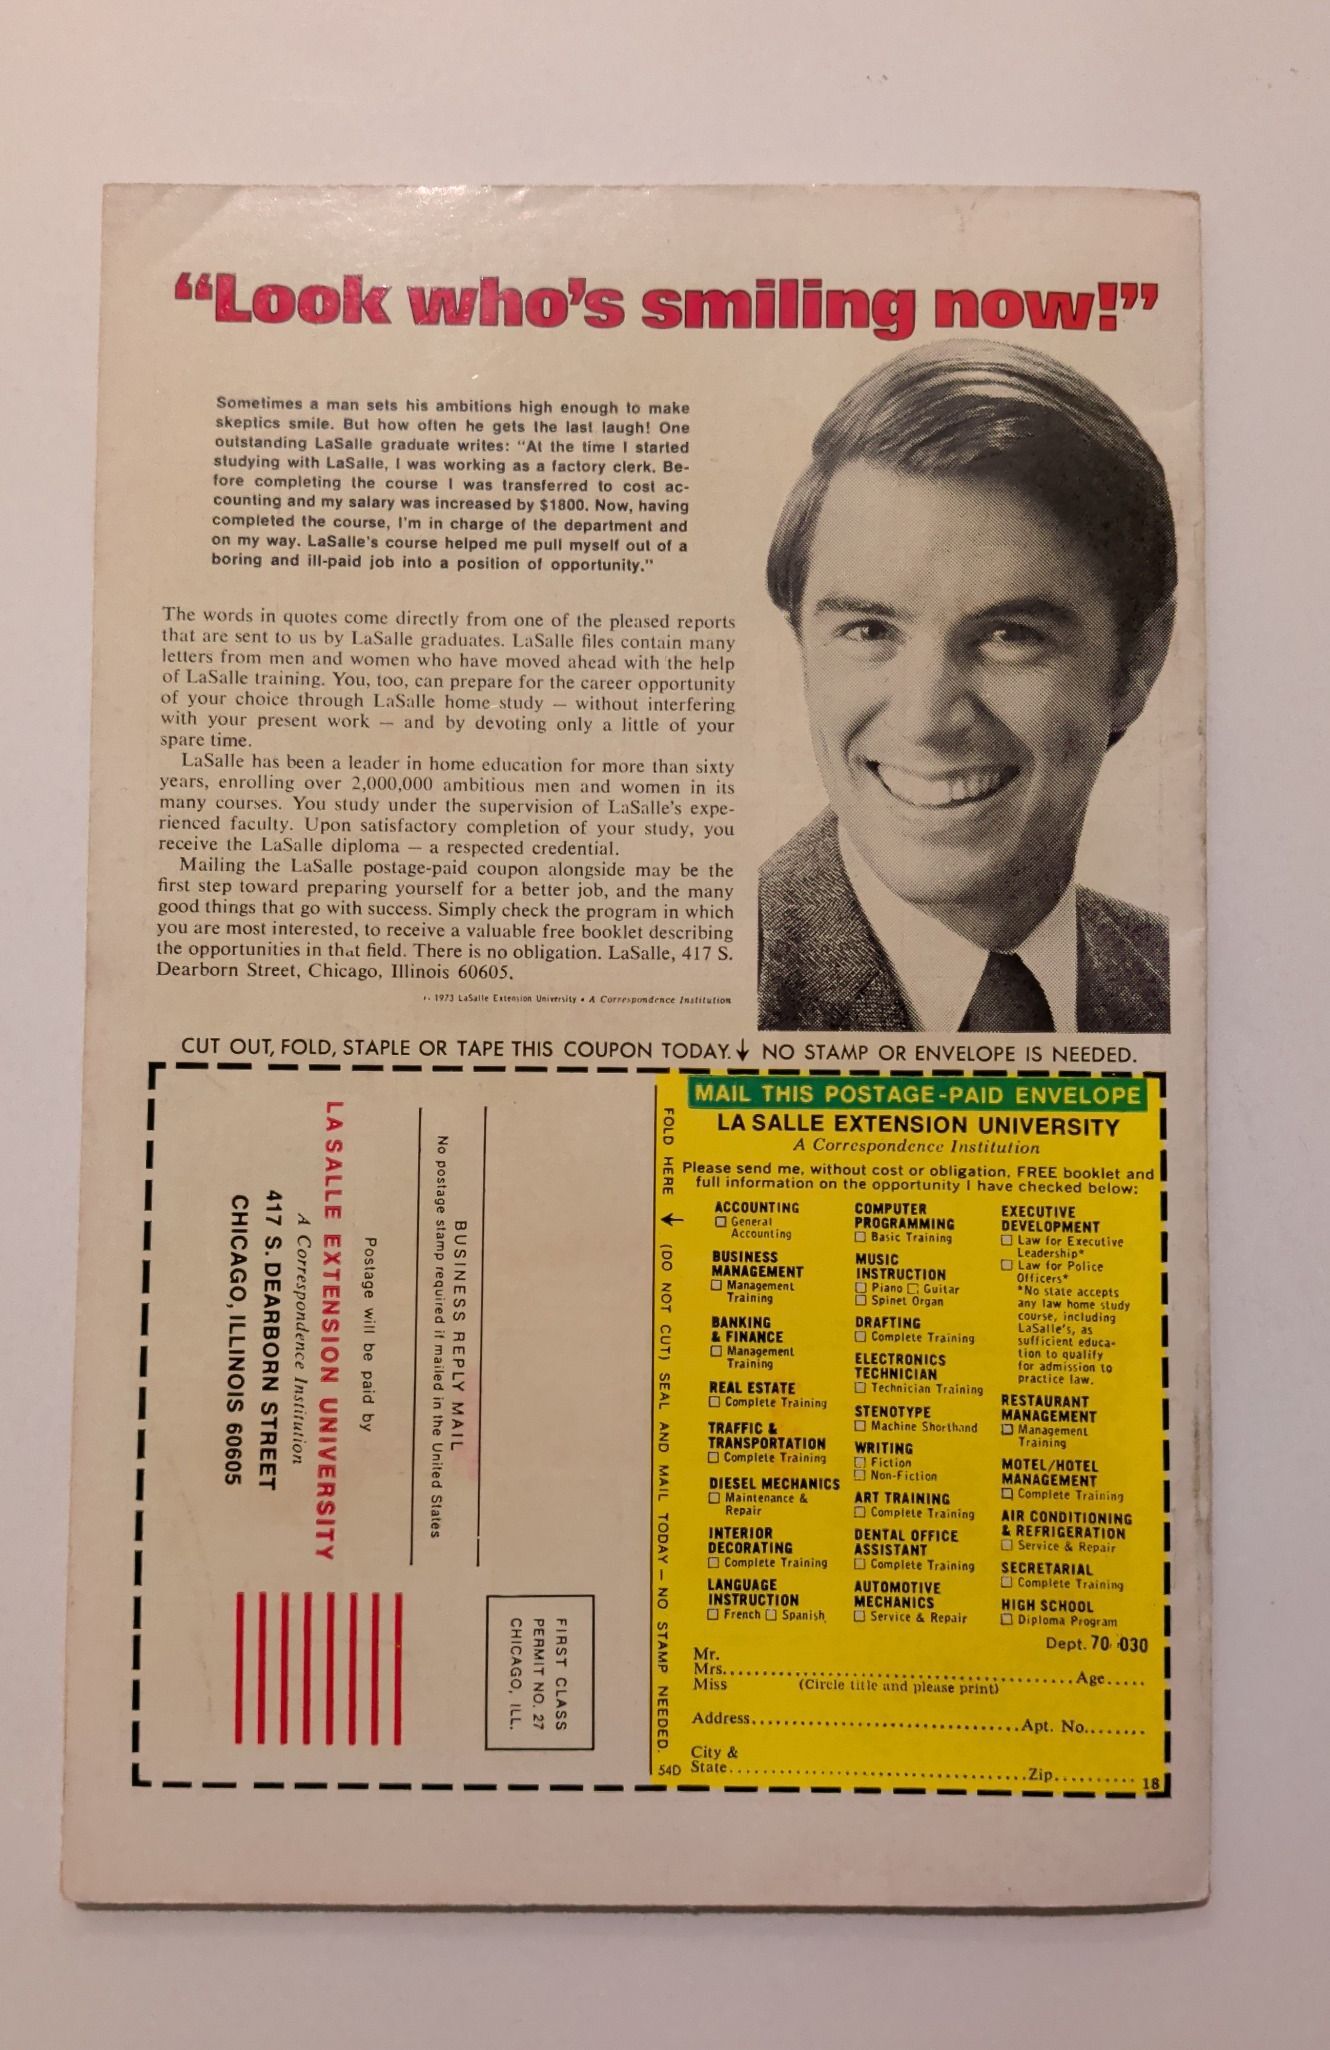 “Look who’s smiling now!”
Sometimes a man sets his ambitions high enough to make
skeptics smile. But how often he gets the last laugh! One
outstanding LaSalle graduate writes: "At the time I started
studying with LaSalle, I was working as a factory clerk. Be-
fore completing the course I was transferred to cost ac-
counting and my salary was increased by $1800. Now, having
completed the course, I'm in charge of the department and
on my way. LaSalle's course helped me pull myself out of a
boring and ill-paid job into a position of opportunity."
The words in quotes come directly from one of the pleased reports
that are sent to us by LaSalle graduates. LaSalle files contain many
letters from men and women who have moved ahead with the help
of LaSalle training. You, too, can prepare for the career opportunity
of your choice through LaSalle home study — without interfering
with your present work — and by devoting only a little of your
spare time.
LaSalle has been a leader in home education for more than sixty
years, enrolling over 2,000,000 ambitious men and women in its
many courses. You study under the supervision of LaSalle's expe-
rienced faculty. Upon satisfactory completion of your study, you
receive the LaSalle diploma — a respected credential.
Mailing the LaSalle postage-paid coupon alongside may be the
first step toward preparing yourself for a better job, and the many
good things that go with success. Simply check the program in which
you are most interested, to receive a valuable free booklet describing
the opportunities in that field. There is no obligation. LaSalle, 417 S.
Dearborn Street, Chicago, Illinois 60605.
1973 LaSalle Extension University • A Correspondence Institution
CUT OUT, FOLD, STAPLE OR TAPE THIS COUPON TODAY. ↓ NO STAMP OR ENVELOPE IS NEEDED.
FIRST CLASS
PERMIT NO. 27
CHICAGO, ILL.
BUSINESS REPLY MAIL
No postage stamp required if mailed in the United States
Postage will be paid by
LA SALLE EXTENSION UNIVERSITY
A Correspondence Institution
417 S. DEARBORN STREET
CHICAGO, ILLINOIS 60605
FOLD HERE ← (DO NOT CUT) SEAL AND MAIL TODAY — NO STAMP NEEDED.
54D
MAIL THIS POSTAGE-PAID ENVELOPE
LA SALLE EXTENSION UNIVERSITY
A Correspondence Institution
Please send me, without cost or obligation, FREE booklet and
full information on the opportunity I have checked below:
ACCOUNTING
☐ General
Accounting
BUSINESS
MANAGEMENT
☐ Management
Training
BANKING
& FINANCE
☐ Management
Training
REAL ESTATE
☐ Complete Training
TRAFFIC &
TRANSPORTATION
☐ Complete Training
DIESEL MECHANICS
☐ Maintenance &
Repair
INTERIOR
DECORATING
☐ Complete Training
LANGUAGE
INSTRUCTION
☐ French ☐ Spanish
COMPUTER
PROGRAMMING
☐ Basic Training
MUSIC
INSTRUCTION
☐ Piano ☐ Guitar
☐ Spinet Organ
DRAFTING
☐ Complete Training
ELECTRONICS
TECHNICIAN
☐ Technician Training
STENOTYPE
☐ Machine Shorthand
WRITING
☐ Fiction
☐ Non-Fiction
ART TRAINING
☐ Complete Training
DENTAL OFFICE
ASSISTANT
☐ Complete Training
AUTOMOTIVE
MECHANICS
☐ Service & Repair
EXECUTIVE
DEVELOPMENT
☐ Law for Executive
Leadership*
☐ Law for Police
Officers*
*No state accepts
any law home study
course, including
LaSalle's, as
sufficient educa-
tion to qualify
for admission to
practice law.
RESTAURANT
MANAGEMENT
☐ Management
Training
MOTEL/HOTEL
MANAGEMENT
☐ Complete Training
AIR CONDITIONING
& REFRIGERATION
☐ Service & Repair
SECRETARIAL
☐ Complete Training
HIGH SCHOOL
☐ Diploma Program
Dept. 70-030
Mr.
Mrs. Age
Miss (Circle title and please print)
Address Apt. No.
City &
State Zip
18